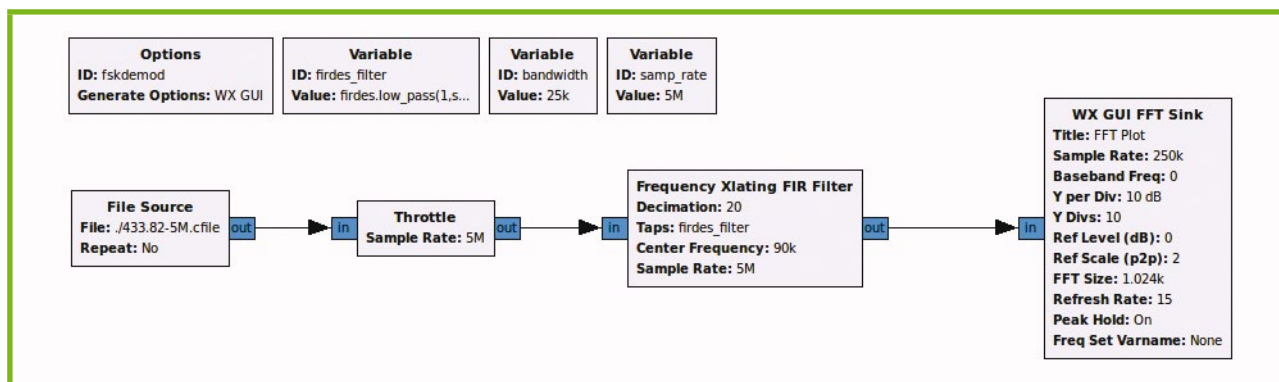 Options
ID: fskdemod
Generate Options: WX GUI
Variable
ID: firdes_filter
Value: firdes.low_pass(1,s...
Variable
ID: bandwidth
Value: 25k
Variable
ID: samp_rate
Value: 5M
File Source
File: ./433.82-5M.cfile
Repeat: No
out
in
Throttle
Sample Rate: 5M
out
in
Frequency Xlating FIR Filter
Decimation: 20
Taps: firdes_filter
Center Frequency: 90k
Sample Rate: 5M
out
in
WX GUI FFT Sink
Title: FFT Plot
Sample Rate: 250k
Baseband Freq: 0
Y per Div: 10 dB
Y Divs: 10
Ref Level (dB): 0
Ref Scale (p2p): 2
FFT Size: 1.024k
Refresh Rate: 15
Peak Hold: On
Freq Set Varname: None